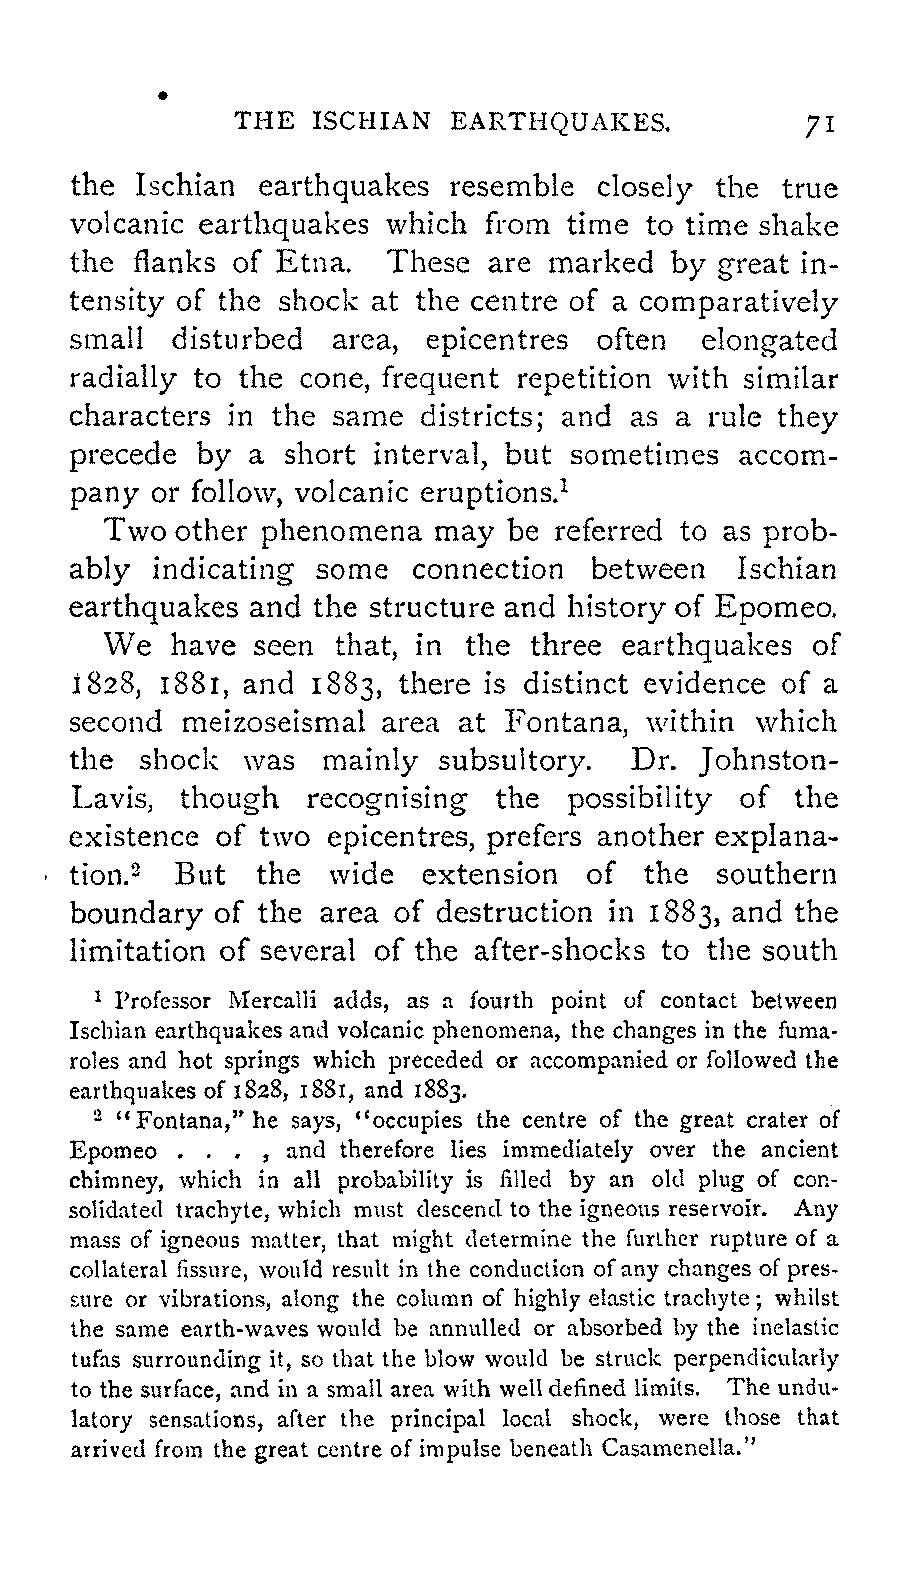 THE ISCHIAN EARTHQUAKES. 71
the Ischian earthquakes resemble closely the true
volcanic earthquakes which from time to time shake
the flanks of Etna. These are marked by great in-
tensity of the shock at the centre of a comparatively
small disturbed area, epicentres often elongated
radially to the cone, frequent repetition with similar
characters in the same districts; and as a rule they
precede by a short interval, but sometimes accom-
pany or follow, volcanic eruptions.¹
Two other phenomena may be referred to as prob-
ably indicating some connection between Ischian
earthquakes and the structure and history of Epomeo.
We have seen that, in the three earthquakes of
1828, 1881, and 1883, there is distinct evidence of a
second meizoseismal area at Fontana, within which
the shock was mainly subsultory. Dr. Johnston-
Lavis, though recognising the possibility of the
existence of two epicentres, prefers another explana-
tion.² But the wide extension of the southern
boundary of the area of destruction in 1883, and the
limitation of several of the after-shocks to the south
¹ Professor Mercalli adds, as a fourth point of contact between
Ischian earthquakes and volcanic phenomena, the changes in the fuma-
roles and hot springs which preceded or accompanied or followed the
earthquakes of 1828, 1881, and 1883.
² "Fontana," he says, "occupies the centre of the great crater of
Epomeo . . . , and therefore lies immediately over the ancient
chimney, which in all probability is filled by an old plug of con-
solidated trachyte, which must descend to the igneous reservoir. Any
mass of igneous matter, that might determine the further rupture of a
collateral fissure, would result in the conduction of any changes of pres-
sure or vibrations, along the column of highly elastic trachyte; whilst
the same earth-waves would be annulled or absorbed by the inelastic
tufas surrounding it, so that the blow would be struck perpendicularly
to the surface, and in a small area with well defined limits. The undu-
latory sensations, after the principal local shock, were those that
arrived from the great centre of impulse beneath Casamenella."